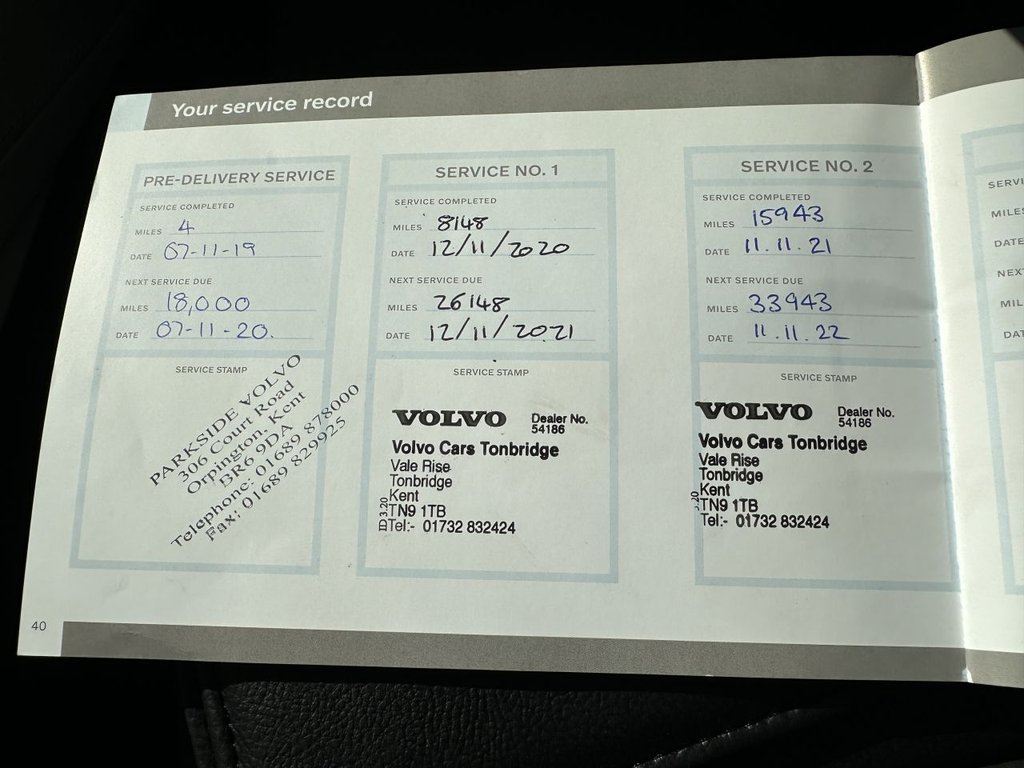 Your service record
PRE-DELIVERY SERVICE
SERVICE COMPLETED
MILES 4
DATE 07-11-19
NEXT SERVICE DUE
MILES 18,000
DATE 07-11-20.
SERVICE STAMP
PARKSIDE VOLVO
306 Court Road
Orpington, Kent
BR6 9DA
Telephone: 01689 878000
Fax: 01689 829925
SERVICE NO. 1
SERVICE COMPLETED
MILES 8148
DATE 12/11/2020
NEXT SERVICE DUE
MILES 26148
DATE 12/11/2021
SERVICE STAMP
VOLVO Dealer No.
54186
Volvo Cars Tonbridge
Vale Rise
Tonbridge
Kent
TN9 1TB
Tel:- 01732 832424
SERVICE NO. 2
SERVICE COMPLETED
MILES 15943
DATE 11.11.21
NEXT SERVICE DUE
MILES 33943
DATE 11.11.22
SERVICE STAMP
VOLVO Dealer No.
54186
Volvo Cars Tonbridge
Vale Rise
Tonbridge
Kent
TN9 1TB
Tel:- 01732 832424
40